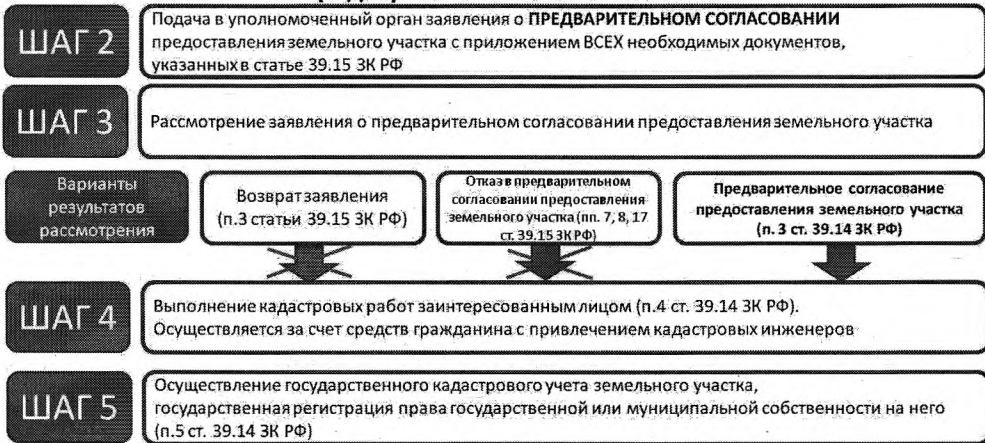 ШАГ 2
Подача в уполномоченный орган заявления о ПРЕДВАРИТЕЛЬНОМ СОГЛАСОВАНИИ
предоставления земельного участка с приложением ВСЕХ необходимых документов,
указанных в статье 39.15 ЗК РФ
ШАГ 3
Рассмотрение заявления о предварительном согласовании предоставления земельного участка
Варианты
результатов
рассмотрения
Возврат заявления
(п.3 статьи 39.15 ЗК РФ)
Отказ в предварительном
согласовании предоставления
земельного участка (пп. 7, 8, 17
ст. 39.15 ЗК РФ)
Предварительное согласование
предоставления земельного участка
(п. 3 ст. 39.14 ЗК РФ)
ШАГ 4
Выполнение кадастровых работ заинтересованным лицом (п.4 ст. 39.14 ЗК РФ).
Осуществляется за счет средств гражданина с привлечением кадастровых инженеров
ШАГ 5
Осуществление государственного кадастрового учета земельного участка,
государственная регистрация права государственной или муниципальной собственности на него
(п.5 ст. 39.14 ЗК РФ)